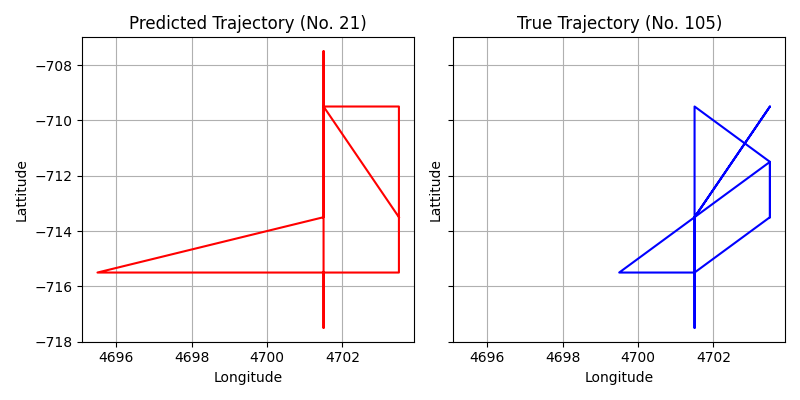 Predicted Trajectory (No. 21)
True Trajectory (No. 105)
−708
−710
−712
−714
−716
−718
Lattitude
Lattitude
4696
4698
4700
4702
4696
4698
4700
4702
Longitude
Longitude